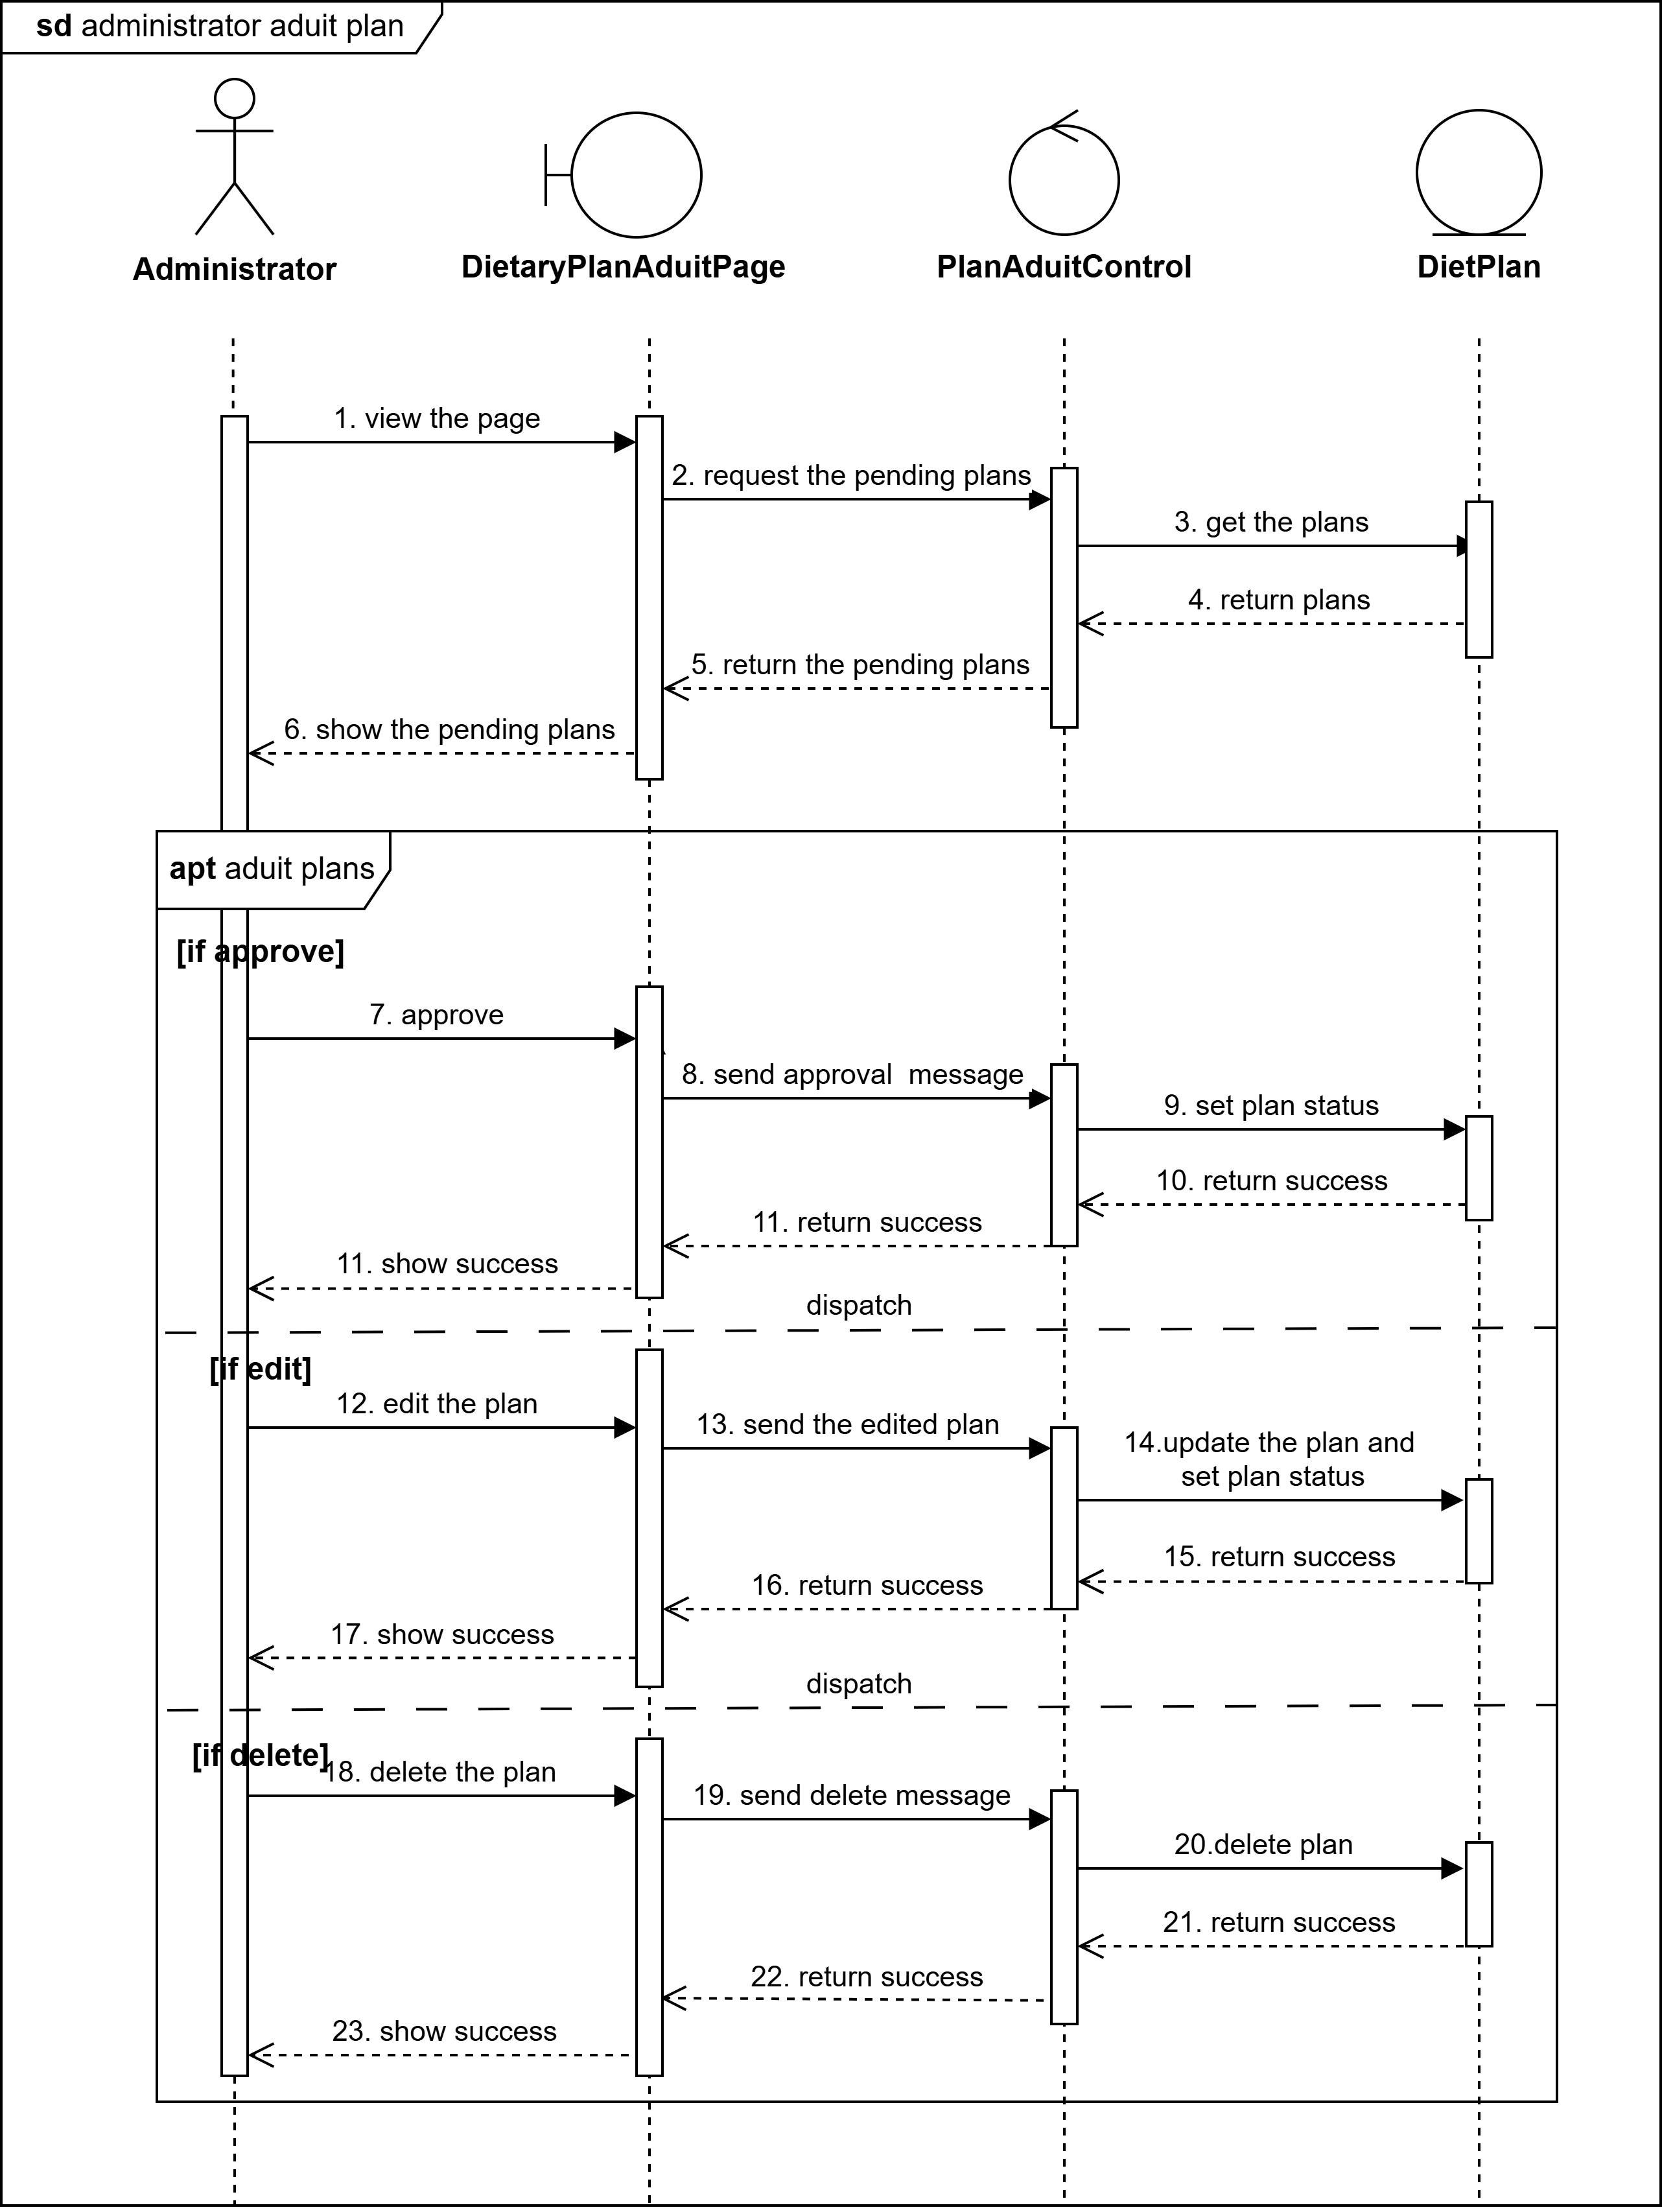 sd administrator aduit plan
Administrator
DietaryPlanAduitPage
PlanAduitControl
DietPlan
1. view the page
2. request the pending plans
3. get the plans
4. return plans
5. return the pending plans
6. show the pending plans
apt aduit plans
[if approve]
7. approve
8. send approval  message
9. set plan status
10. return success
11. return success
11. show success
dispatch
[if edit]
12. edit the plan
13. send the edited plan
14.update the plan and
set plan status
15. return success
16. return success
17. show success
dispatch
[if delete]
18. delete the plan
19. send delete message
20.delete plan
21. return success
22. return success
23. show success